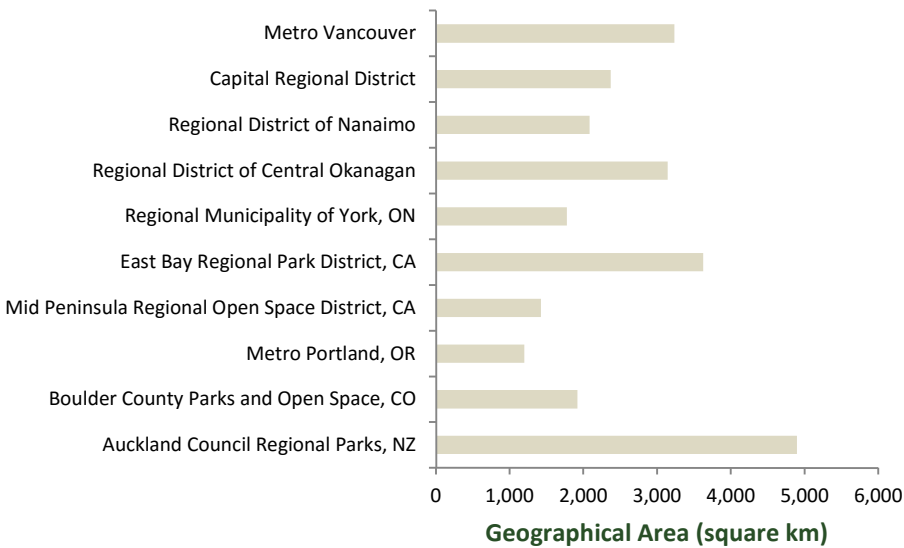 Metro Vancouver
Capital Regional District
Regional District of Nanaimo
Regional District of Central Okanagan
Regional Municipality of York, ON
East Bay Regional Park District, CA
Mid Peninsula Regional Open Space District, CA
Metro Portland, OR
Boulder County Parks and Open Space, CO
Auckland Council Regional Parks, NZ
0 1,000 2,000 3,000 4,000 5,000 6,000
Geographical Area (square km)